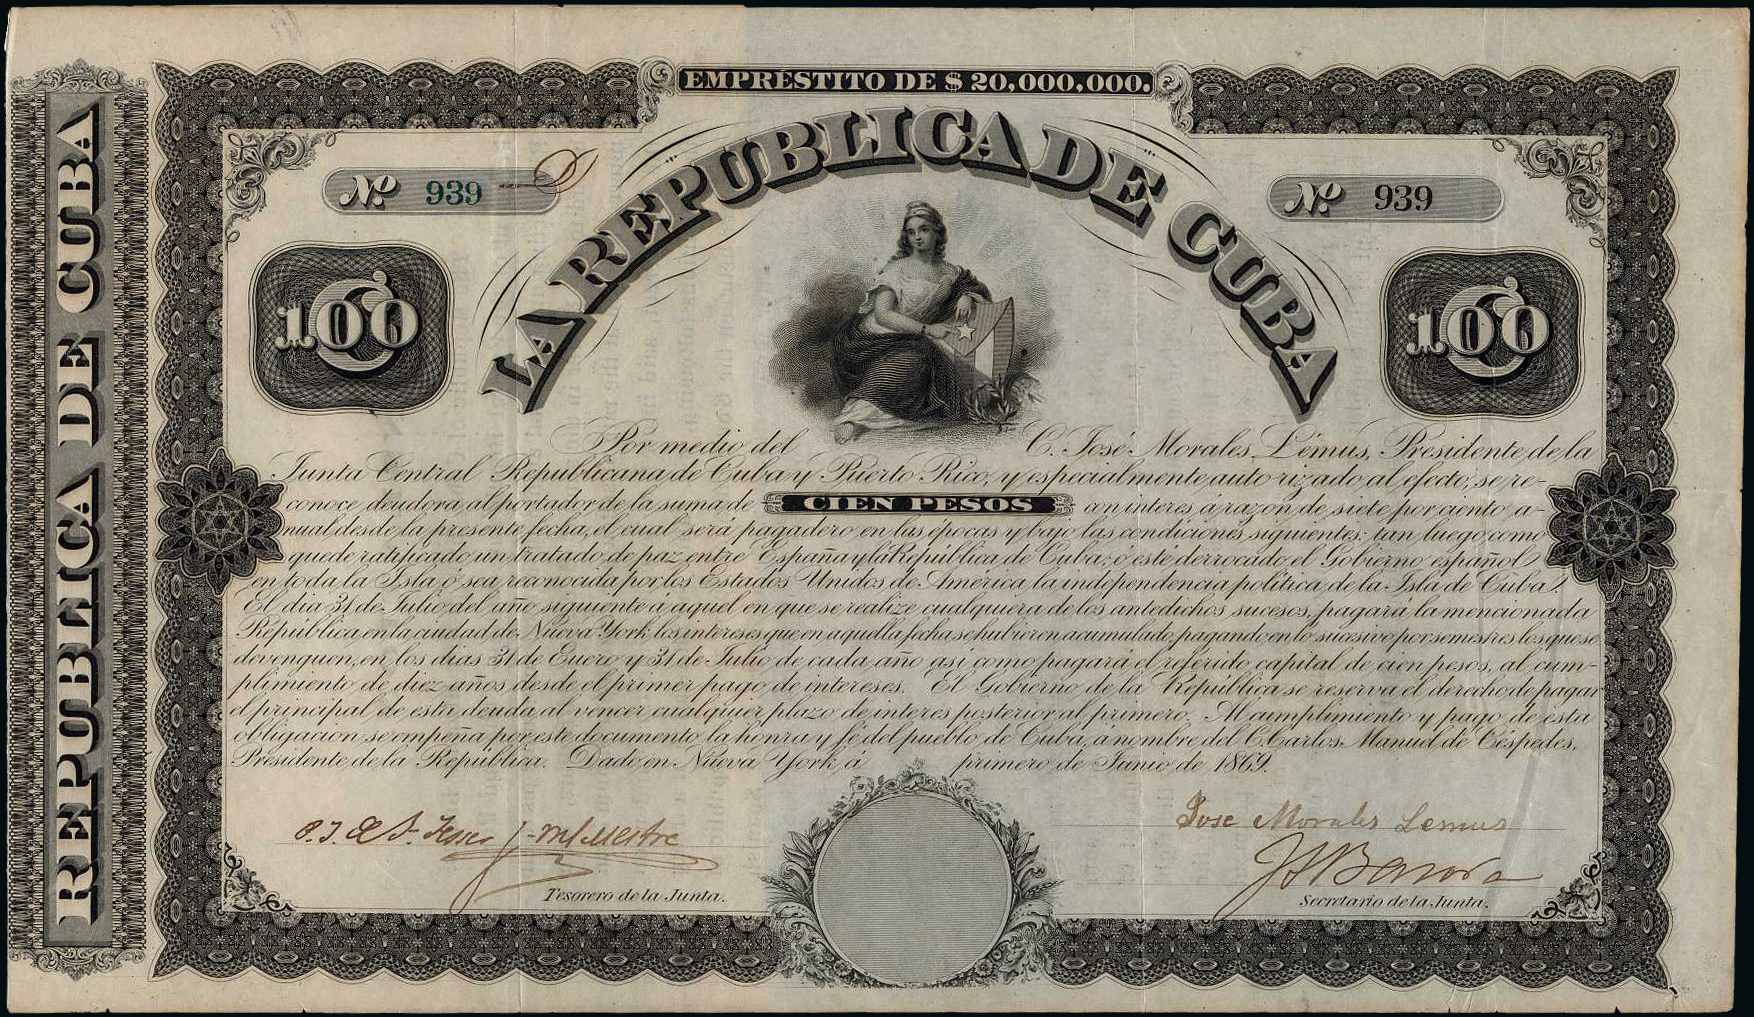 EMPRÉSTITO DE $ 20,000,000.
REPUBLICA DE CUBA
LA REPUBLICA DE CUBA
Nº 939
Nº 939
100
100
Por medio del C. José Morales Lémus, Presidente de la
Junta Central Republicana de Cuba y Puerto Rico, y especialmente autorizado al efecto, se re-
conoce deudora al portador de la suma de CIEN PESOS con interes á razon de siete por ciento a-
nual desde la presente fecha, el cual será pagadero en las épocas y bajo las condiciones siguientes: tan luego como
quede ratificado un tratado de paz entre España y la República de Cuba; ó esté derrocado el Gobierno español
en toda la Isla ó sea reconocida por los Estados Unidos de América la independencia política de la Isla de Cuba.
El dia 31 de Julio del año siguiente á aquel en que se realize cualquiera de los antedichos sucesos, pagará la mencionada
República en la ciudad de Nueva York los intereses que en aquella fecha se hubieren acumulado, pagando en lo sucesivo por semestres los que se
devenguen, en los dias 31 de Enero y 31 de Julio de cada año así como pagará el referido capital de cien pesos, al cum-
plimiento de diez años desde el primer pago de intereses. El Gobierno de la República se reserva el derecho de pagar
el principal de esta deuda al vencer cualquier plazo de interes posterior al primero. Al cumplimiento y pago de esta
obligacion se empeña por este documento la honra y fé del pueblo de Cuba, a nombre del C. Carlos Manuel de Céspedes,
Presidente de la República. Dado en Nueva York, á primero de Junio de 1869.
Jose Morales Lemus
Tesorero de la Junta.
Secretario de la Junta.